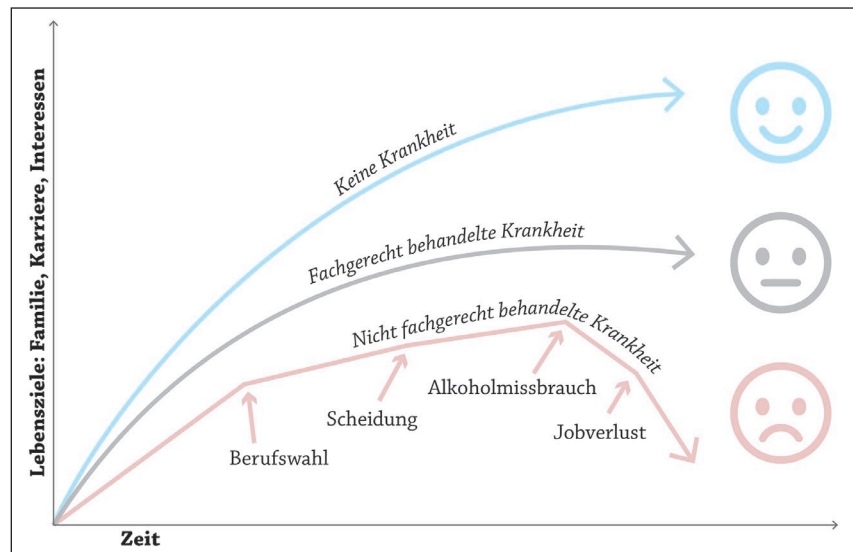 Lebensziele: Familie, Karriere, Interessen
Keine Krankheit
Fachgerecht behandelte Krankheit
Nicht fachgerecht behandelte Krankheit
Alkoholmissbrauch
Scheidung
Jobverlust
Berufswahl
Zeit